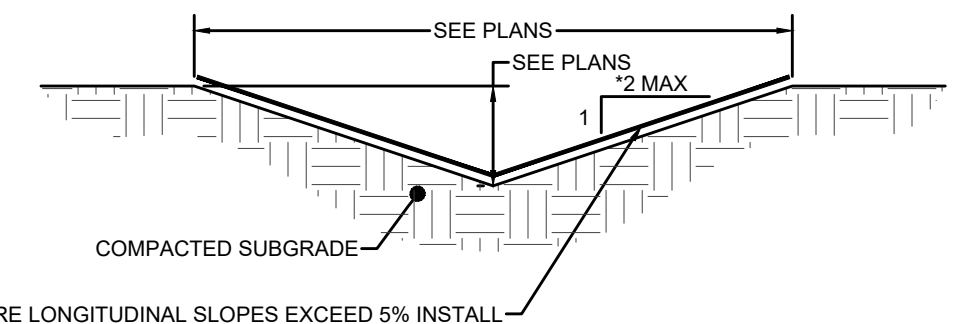 SEE PLANS
SEE PLANS
*2 MAX
1
COMPACTED SUBGRADE
RE LONGITUDINAL SLOPES EXCEED 5% INSTALL